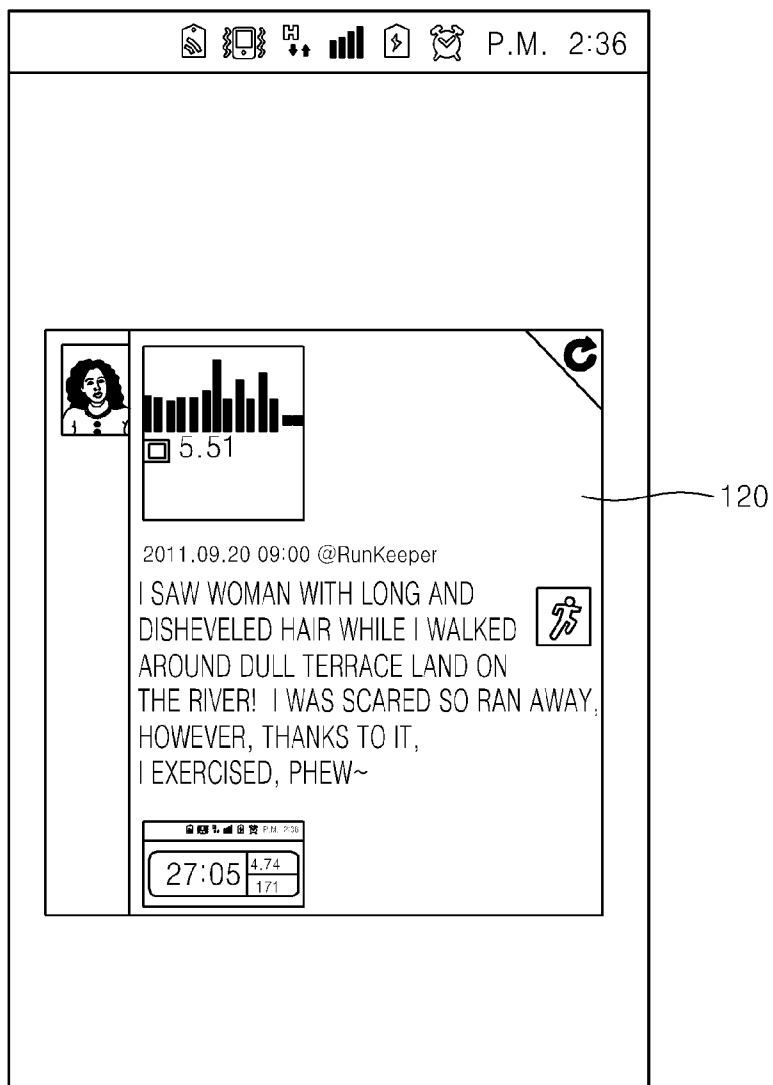 H
P.M. 2:36
5.51
120
2011.09.20 09:00 @RunKeeper
I SAW WOMAN WITH LONG AND
DISHEVELED HAIR WHILE I WALKED
AROUND DULL TERRACE LAND ON
THE RIVER! I WAS SCARED SO RAN AWAY,
HOWEVER, THANKS TO IT,
I EXERCISED, PHEW~
P.M. 2:36
27:05
4.74
171